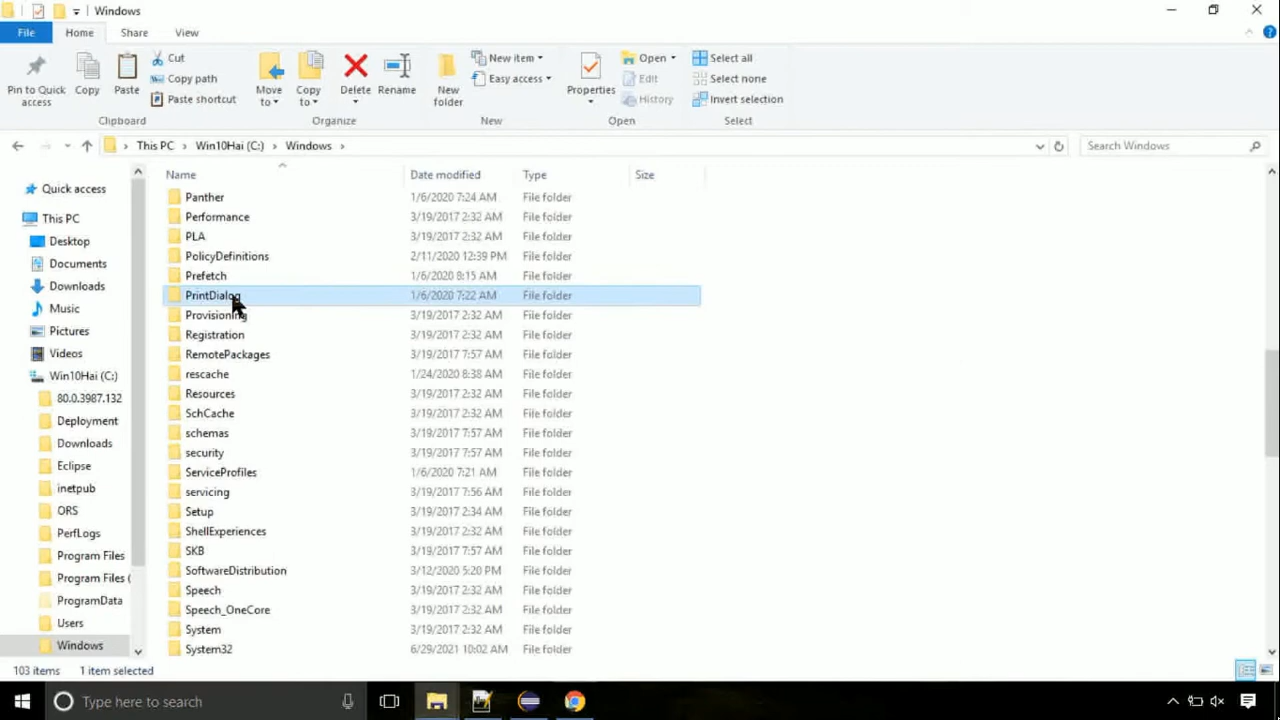 Windows
File Home Share View
Pin to Quick access
Copy
Paste
Cut
Copy path
Paste shortcut
Clipboard
Move to
Copy to
Delete
Rename
Organize
New folder
New item
Easy access
New
Properties
Open
Edit
History
Open
Select all
Select none
Invert selection
Select
This PC > Win10Hai (C:) > Windows >
Search Windows
Quick access
This PC
Desktop
Documents
Downloads
Music
Pictures
Videos
Win10Hai (C:)
80.0.3987.132
Deployment
Downloads
Eclipse
inetpub
ORS
PerfLogs
Program Files
Program Files (
ProgramData
Users
Windows
Name Date modified Type Size
Panther 1/6/2020 7:24 AM File folder
Performance 3/19/2017 2:32 AM File folder
PLA 3/19/2017 2:32 AM File folder
PolicyDefinitions 2/11/2020 12:39 PM File folder
Prefetch 1/6/2020 8:15 AM File folder
PrintDialog 1/6/2020 7:22 AM File folder
Provisioning 3/19/2017 2:32 AM File folder
Registration 3/19/2017 2:32 AM File folder
RemotePackages 3/19/2017 7:57 AM File folder
rescache 1/24/2020 8:38 AM File folder
Resources 3/19/2017 2:32 AM File folder
SchCache 3/19/2017 2:32 AM File folder
schemas 3/19/2017 7:57 AM File folder
security 3/19/2017 7:57 AM File folder
ServiceProfiles 1/6/2020 7:21 AM File folder
servicing 3/19/2017 7:56 AM File folder
Setup 3/19/2017 2:34 AM File folder
ShellExperiences 3/19/2017 2:32 AM File folder
SKB 3/19/2017 7:57 AM File folder
SoftwareDistribution 3/12/2020 5:20 PM File folder
Speech 3/19/2017 2:32 AM File folder
Speech_OneCore 3/19/2017 2:32 AM File folder
System 3/19/2017 2:32 AM File folder
System32 6/29/2021 10:02 AM File folder
103 items 1 item selected
Type here to search